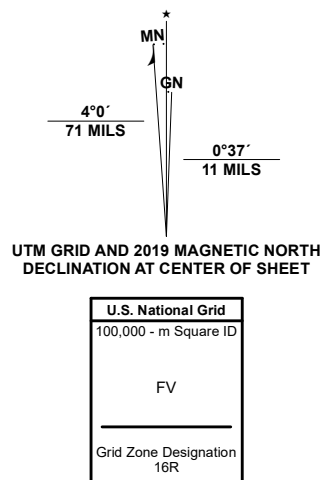 ★
MN
GN
4°0´
71 MILS
0°37´
11 MILS
UTM GRID AND 2019 MAGNETIC NORTH
DECLINATION AT CENTER OF SHEET
U.S. National Grid
100,000 - m Square ID
FV
Grid Zone Designation
16R